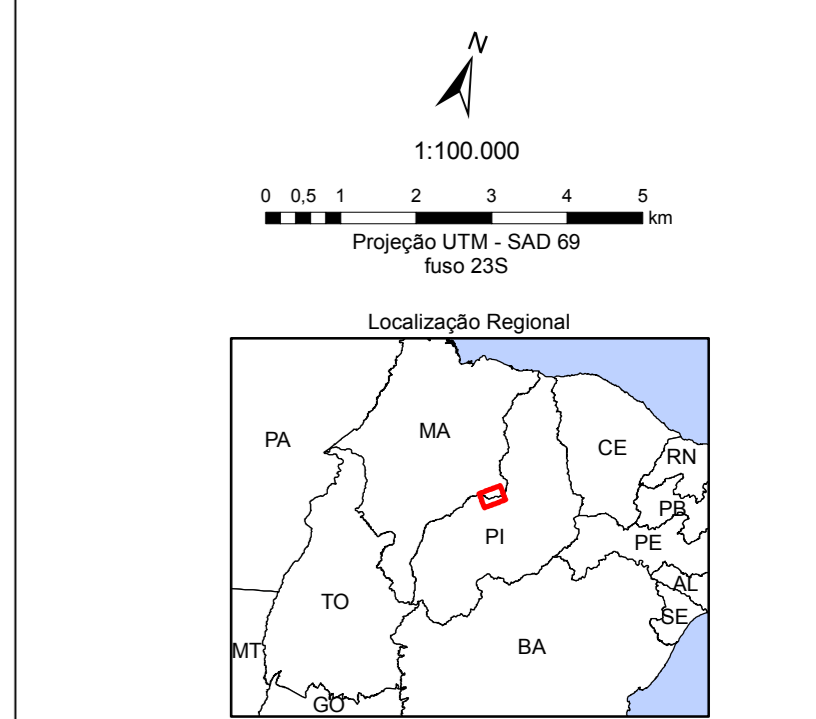 N
1:100.000
0 0,5 1 2 3 4 5
km
Projeção UTM - SAD 69
fuso 23S
Localização Regional
PA
MA
CE
RN
PB
PI
PE
AL
TO
SE
MT
BA
GO